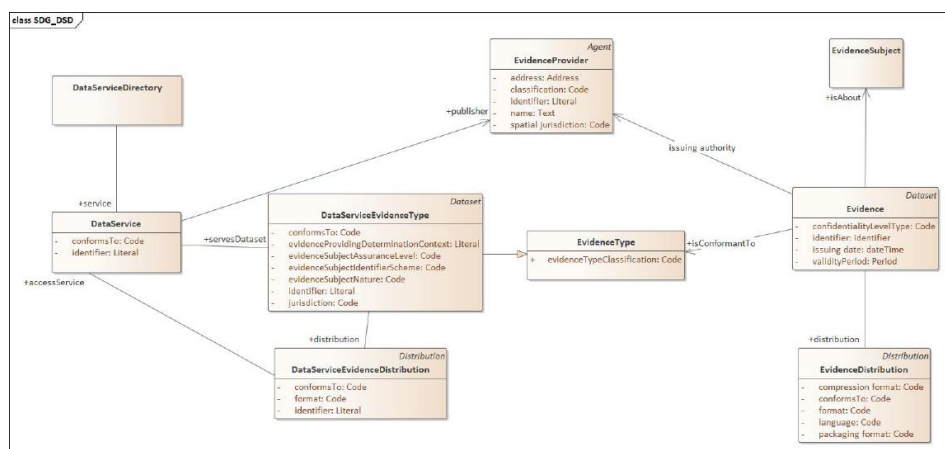 class SDG_DSD
Agent
EvidenceProvider
- address: Address
- classification: Code
- identifier: Literal
- name: Text
- spatial jurisdiction: Code
EvidenceSubject
DataServiceDirectory
+publisher
+isAbout
issuing authority
+service
DataService
- conformsTo: Code
- identifier: Literal
+servesDataset
Dataset
DataServiceEvidenceType
- conformsTo: Code
- evidenceProvidingDeterminationContext: Literal
- evidenceSubjectAssuranceLevel: Code
- evidenceSubjectIdentifierScheme: Code
- evidenceSubjectNature: Code
- identifier: Literal
- jurisdiction: Code
EvidenceType
+ evidenceTypeClassification: Code
+isConformantTo
Dataset
Evidence
- confidentialityLevelType: Code
- identifier: Identifier
- issuing date: dateTime
- validityPeriod: Period
+accessService
+distribution
+distribution
Distribution
DataServiceEvidenceDistribution
- conformsTo: Code
- format: Code
- identifier: Literal
Distribution
EvidenceDistribution
- compression format: Code
- conformsTo: Code
- format: Code
- language: Code
- packaging format: Code